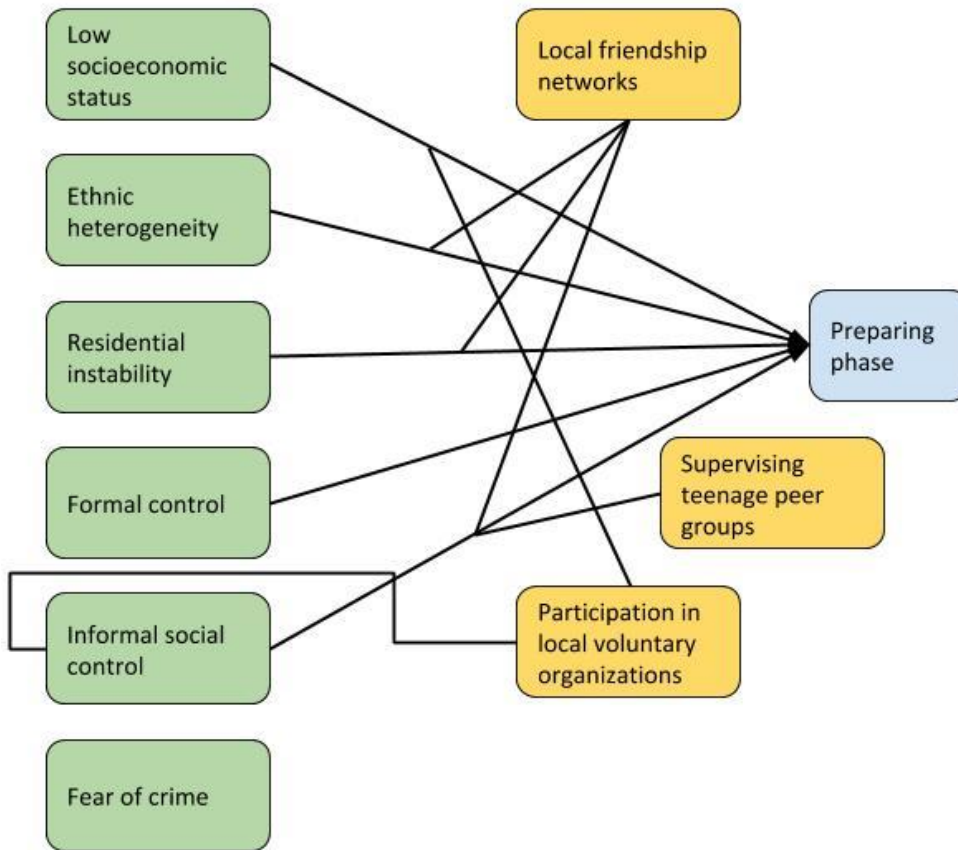 Low
socioeconomic
status
Local friendship
networks
Ethnic
heterogeneity
Residential
instability
Preparing
phase
Formal control
Supervising
teenage peer
groups
Informal social
control
Participation in
local voluntary
organizations
Fear of crime